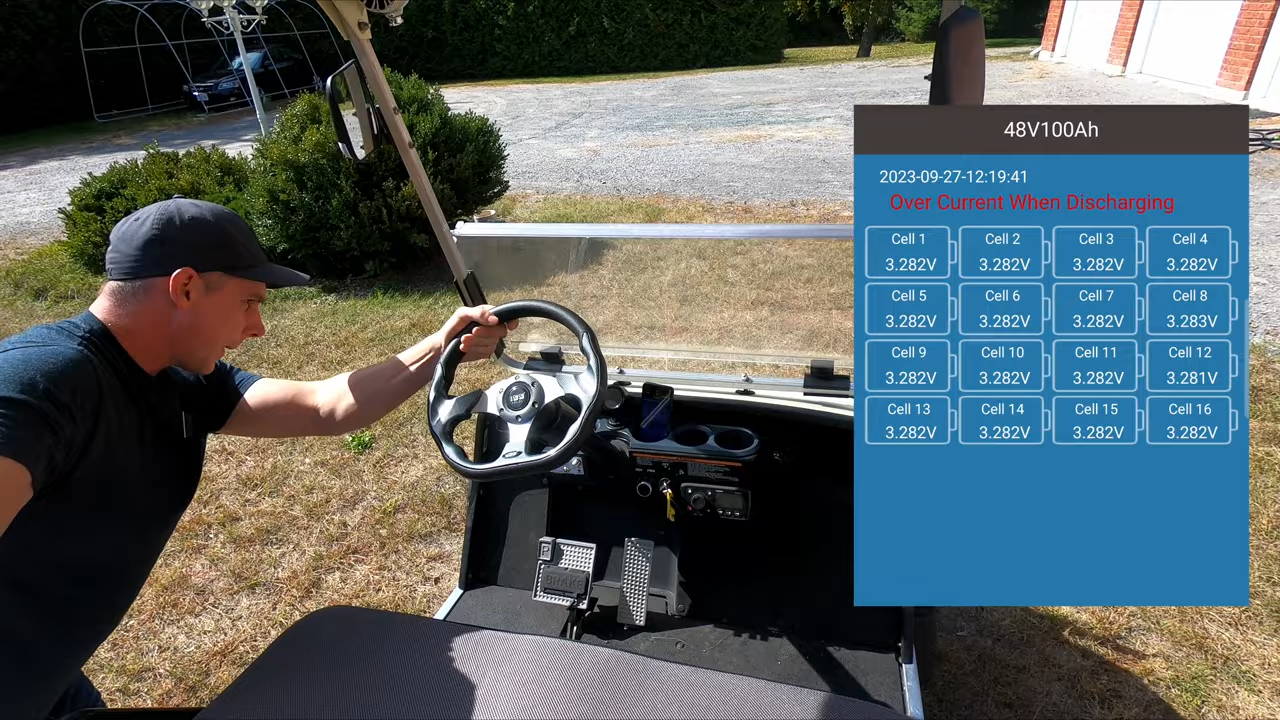 48V100Ah
2023-09-27-12:19:41
Over Current When Discharging
Cell 1 Cell 2 Cell 3 Cell 4
3.282V 3.282V 3.282V 3.282V
Cell 5 Cell 6 Cell 7 Cell 8
3.282V 3.282V 3.282V 3.283V
Cell 9 Cell 10 Cell 11 Cell 12
3.282V 3.282V 3.282V 3.281V
Cell 13 Cell 14 Cell 15 Cell 16
3.282V 3.282V 3.282V 3.282V
P
BRAKE